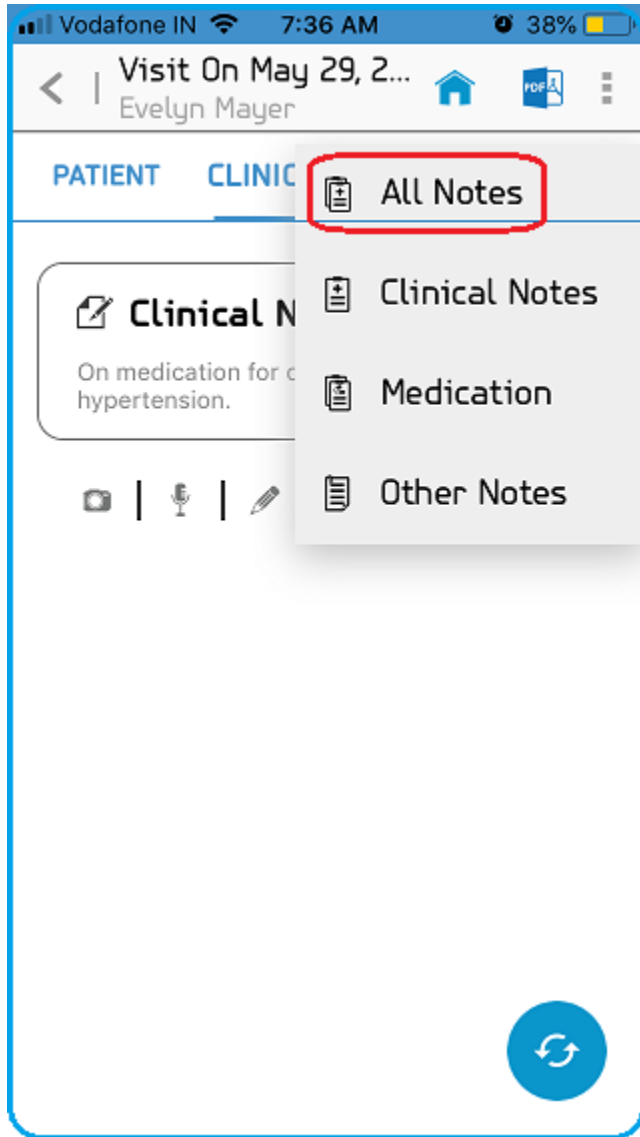 Vodafone IN 7:36 AM 38%
Visit On May 29, 2...
Evelyn Mayer
PDF
PATIENT CLINIC
All Notes
Clinical Notes
Medication
Other Notes
Clinical N
On medication for
hypertension.